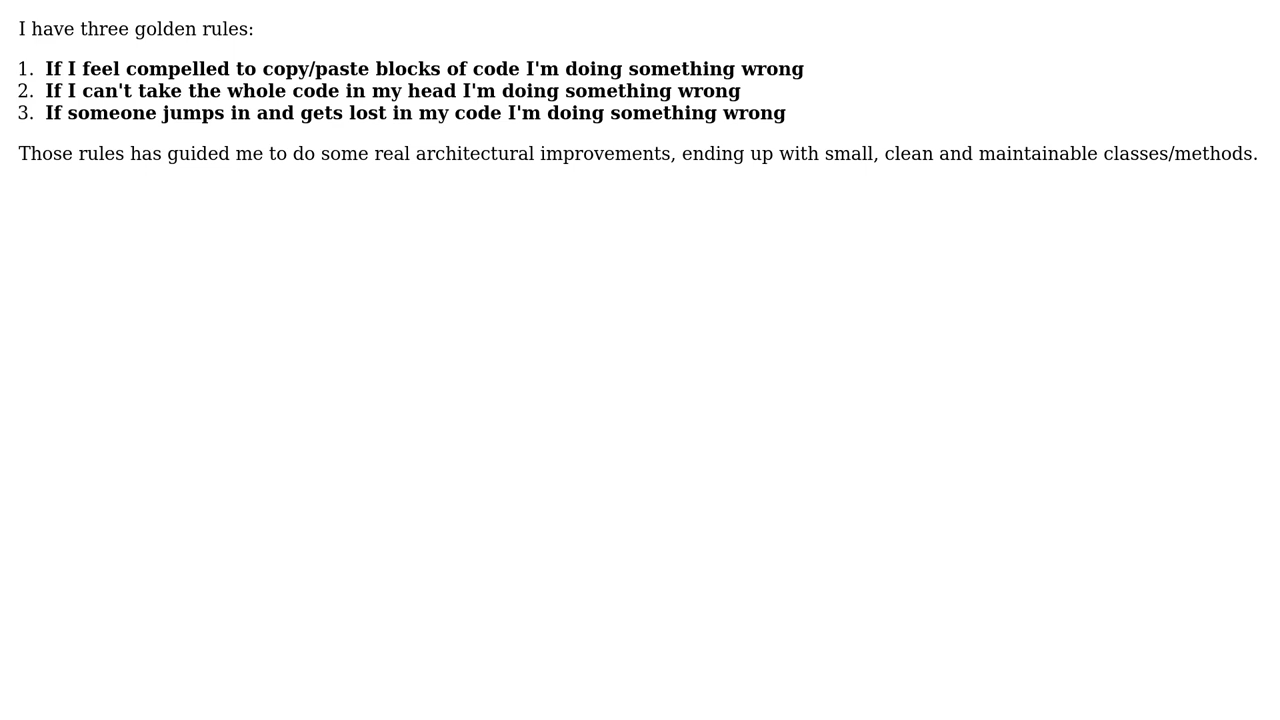 I have three golden rules:
1. If I feel compelled to copy/paste blocks of code I'm doing something wrong
2. If I can't take the whole code in my head I'm doing something wrong
3. If someone jumps in and gets lost in my code I'm doing something wrong
Those rules has guided me to do some real architectural improvements, ending up with small, clean and maintainable classes/methods.